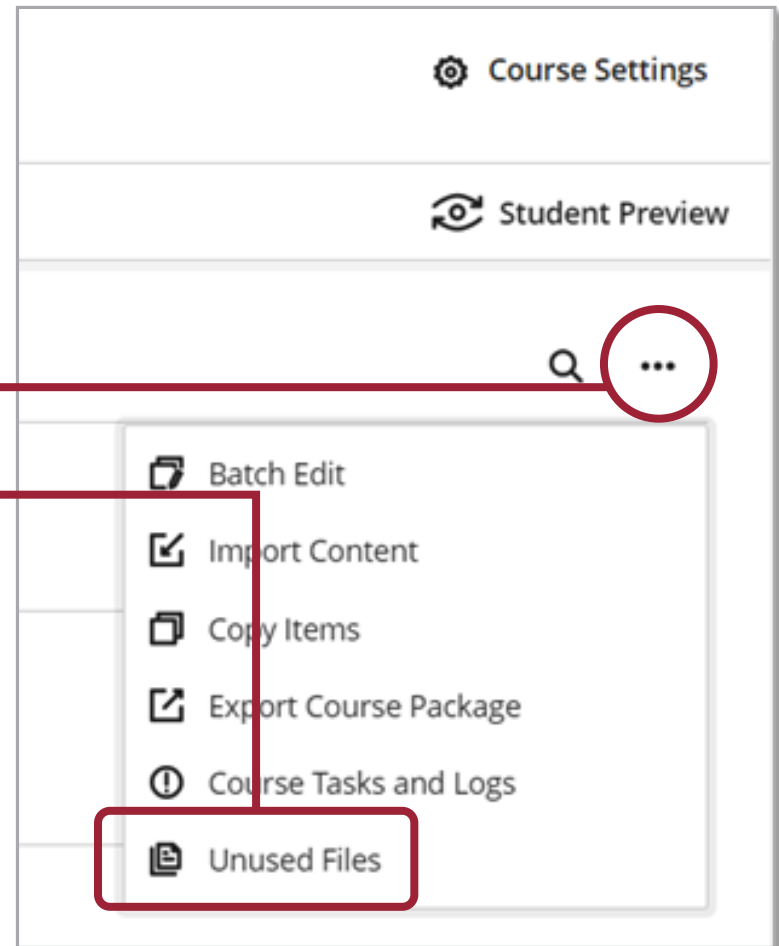 Course Settings
Student Preview
Batch Edit
Import Content
Copy Items
Export Course Package
Course Tasks and Logs
Unused Files